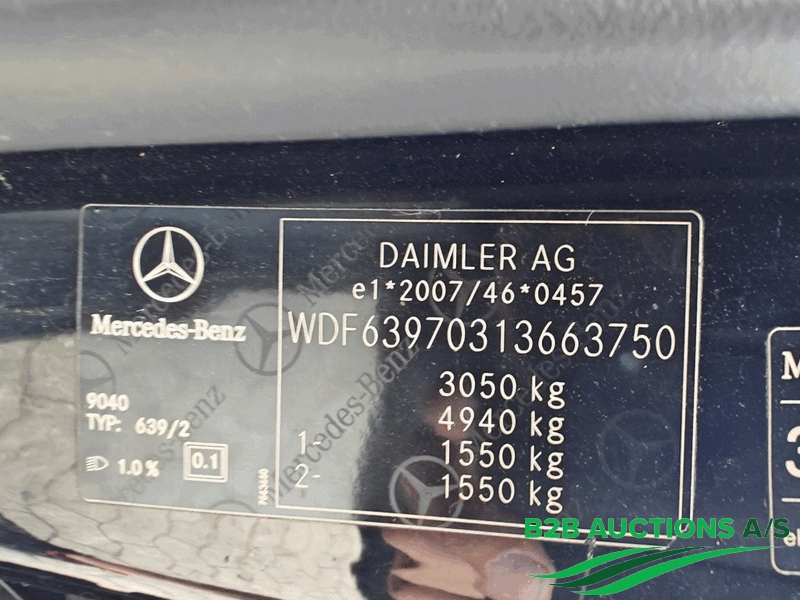 Mercedes-Benz
9040
TYP: 639/2
1.0%
0.1
DAIMLER AG
e1*2007/46*0457
WDF63970313663750
3050 kg
4940 kg
1- 1550 kg
2- 1550 kg
B2B AUCTIONS A/S